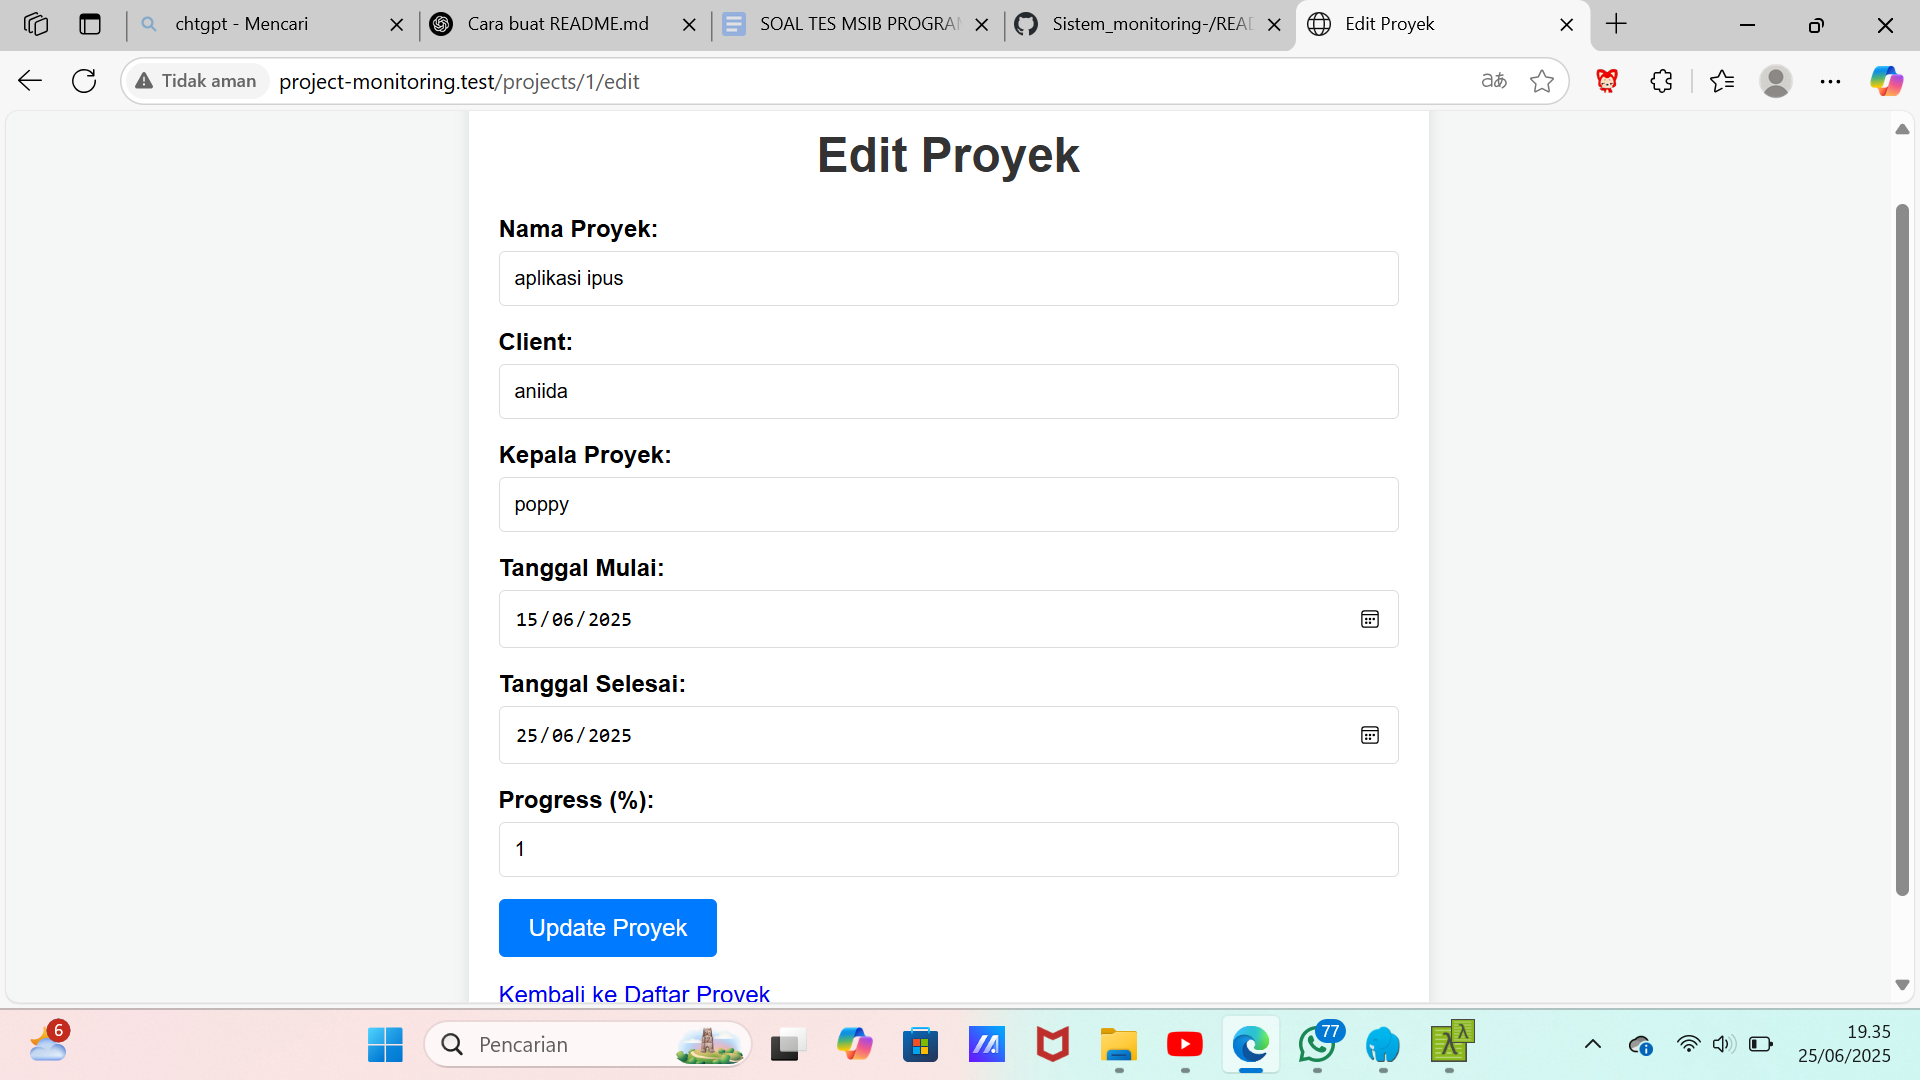 chtgpt - Mencari
Cara buat README.md
SOAL TES MSIB PROGRAM
Sistem_monitoring-/READ
Edit Proyek
Tidak aman
project-monitoring.test/projects/1/edit
Edit Proyek
Nama Proyek:
aplikasi ipus
Client:
aniida
Kepala Proyek:
poppy
Tanggal Mulai:
15/06/2025
Tanggal Selesai:
25/06/2025
Progress (%):
1
Update Proyek
Kembali ke Daftar Proyek
6
Pencarian
77
19.35
25/06/2025